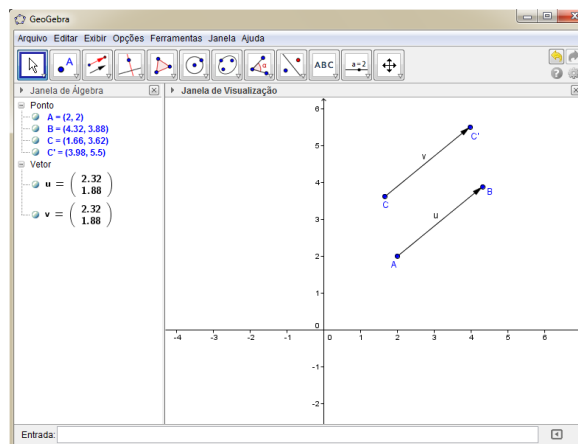 GeoGebra
Arquivo Editar Exibir Opções Ferramentas Janela Ajuda
A
α
ABC
a=2
Janela de Álgebra
Janela de Visualização
Ponto
A = (2, 2)
B = (4.32, 3.88)
C = (1.66, 3.62)
C' = (3.98, 5.5)
Vetor
u = ( 2.32
1.88 )
v = ( 2.32
1.88 )
6
5
4
3
2
1
0
-1
-2
-4 -3 -2 -1 0 1 2 3 4 5 6
C'
v
C
B
u
A
Entrada: